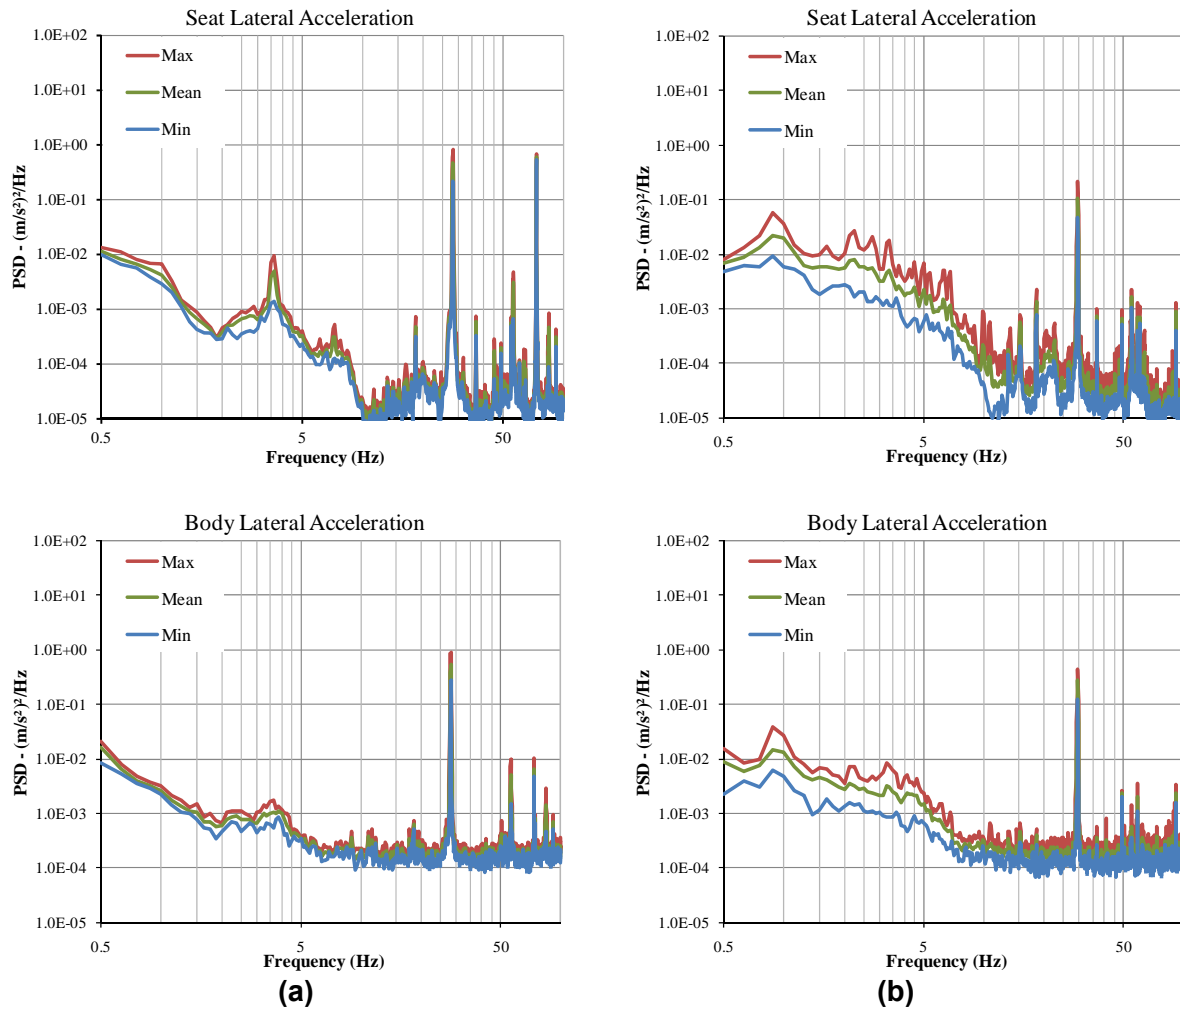 Seat Lateral Acceleration
1.0E+02
1.0E+01
1.0E+00
1.0E-01
1.0E-02
1.0E-03
1.0E-04
1.0E-05
PSD - (m/s²)²/Hz
Max
Mean
Min
0.5
5
50
Frequency (Hz)
Seat Lateral Acceleration
1.0E+02
1.0E+01
1.0E+00
1.0E-01
1.0E-02
1.0E-03
1.0E-04
1.0E-05
PSD - (m/s²)²/Hz
Max
Mean
Min
0.5
5
50
Frequency (Hz)
Body Lateral Acceleration
1.0E+02
1.0E+01
1.0E+00
1.0E-01
1.0E-02
1.0E-03
1.0E-04
1.0E-05
PSD - (m/s²)²/Hz
Max
Mean
Min
0.5
5
50
Frequency (Hz)
(a)
Body Lateral Acceleration
1.0E+02
1.0E+01
1.0E+00
1.0E-01
1.0E-02
1.0E-03
1.0E-04
1.0E-05
PSD - (m/s²)²/Hz
Max
Mean
Min
0.5
5
50
Frequency (Hz)
(b)